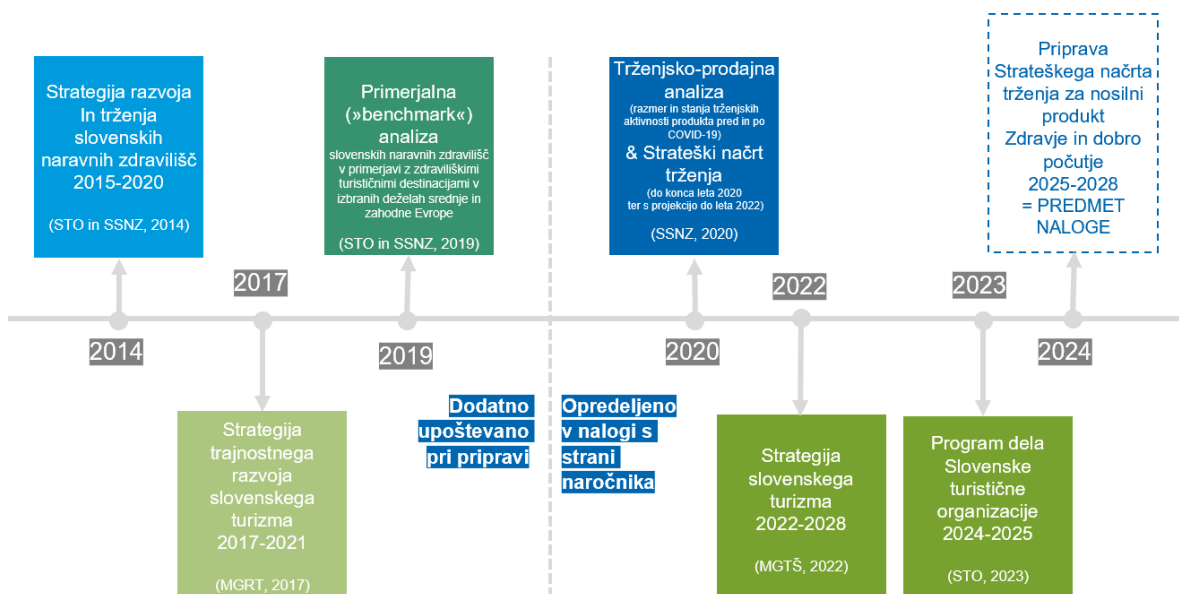 Strategija razvoja
In trženja
slovenskih
naravnih zdravilišč
2015-2020
(STO in SSNZ, 2014)
Primerjalna
(»benchmark«)
analiza
slovenskih naravnih zdravilišč
v primerjavi z zdraviliškimi
turističnimi destinacijami v
izbranih deželah srednje in
zahodne Evrope
(STO in SSNZ, 2019)
Trženjsko-prodajna
analiza
(razmer in stanja trženjskih
aktivnosti produkta pred in po
COVID-19)
& Strateški načrt
trženja
(do konca leta 2020
ter s projekcijo do leta 2022)
(SSNZ, 2020)
Priprava
Strateškega načrta
trženja za nosilni
produkt
Zdravje in dobro
počutje
2025-2028
= PREDMET
NALOGE
2017
2022
2023
2014
2019
2020
2024
Strategija
trajnostnega
razvoja
slovenskega
turizma
2017-2021
(MGRT, 2017)
Dodatno
upoštevano
pri pripravi
Opredeljeno
v nalogi s
strani
naročnika
Strategija
slovenskega
turizma
2022-2028
(MGTŠ, 2022)
Program dela
Slovenske
turistične
organizacije
2024-2025
(STO, 2023)